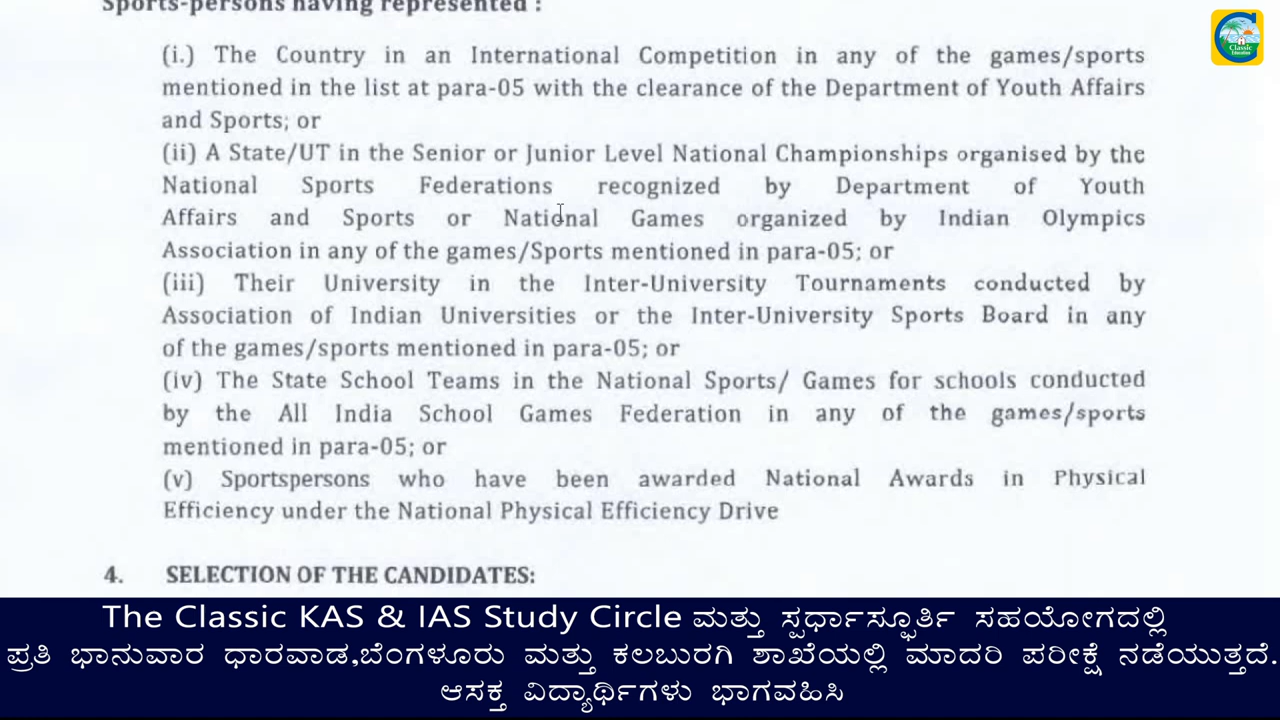 Sports-persons having represented :
(i.) The Country in an International Competition in any of the games/sports
mentioned in the list at para-05 with the clearance of the Department of Youth Affairs
and Sports; or
(ii) A State/UT in the Senior or Junior Level National Championships organised by the
National Sports Federations recognized by Department of Youth
Affairs and Sports or National Games organized by Indian Olympics
Association in any of the games/Sports mentioned in para-05; or
(iii) Their University in the Inter-University Tournaments conducted by
Association of Indian Universities or the Inter-University Sports Board in any
of the games/sports mentioned in para-05; or
(iv) The State School Teams in the National Sports/ Games for schools conducted
by the All India School Games Federation in any of the games/sports
mentioned in para-05; or
(v) Sportspersons who have been awarded National Awards in Physical
Efficiency under the National Physical Efficiency Drive
4. SELECTION OF THE CANDIDATES:
Classic
Education
The Classic KAS & IAS Study Circle ಮತ್ತು ಸ್ಪರ್ಧಾಸ್ಫೂರ್ತಿ ಸಹಯೋಗದಲ್ಲಿ
ಪ್ರತಿ ಭಾನುವಾರ ಧಾರವಾಡ,ಬೆಂಗಳೂರು ಮತ್ತು ಕಲಬುರಗಿ ಶಾಖೆಯಲ್ಲಿ ಮಾದರಿ ಪರೀಕ್ಷೆ ನಡೆಯುತ್ತದೆ.
ಆಸಕ್ತ ವಿದ್ಯಾರ್ಥಿಗಳು ಭಾಗವಹಿಸಿ